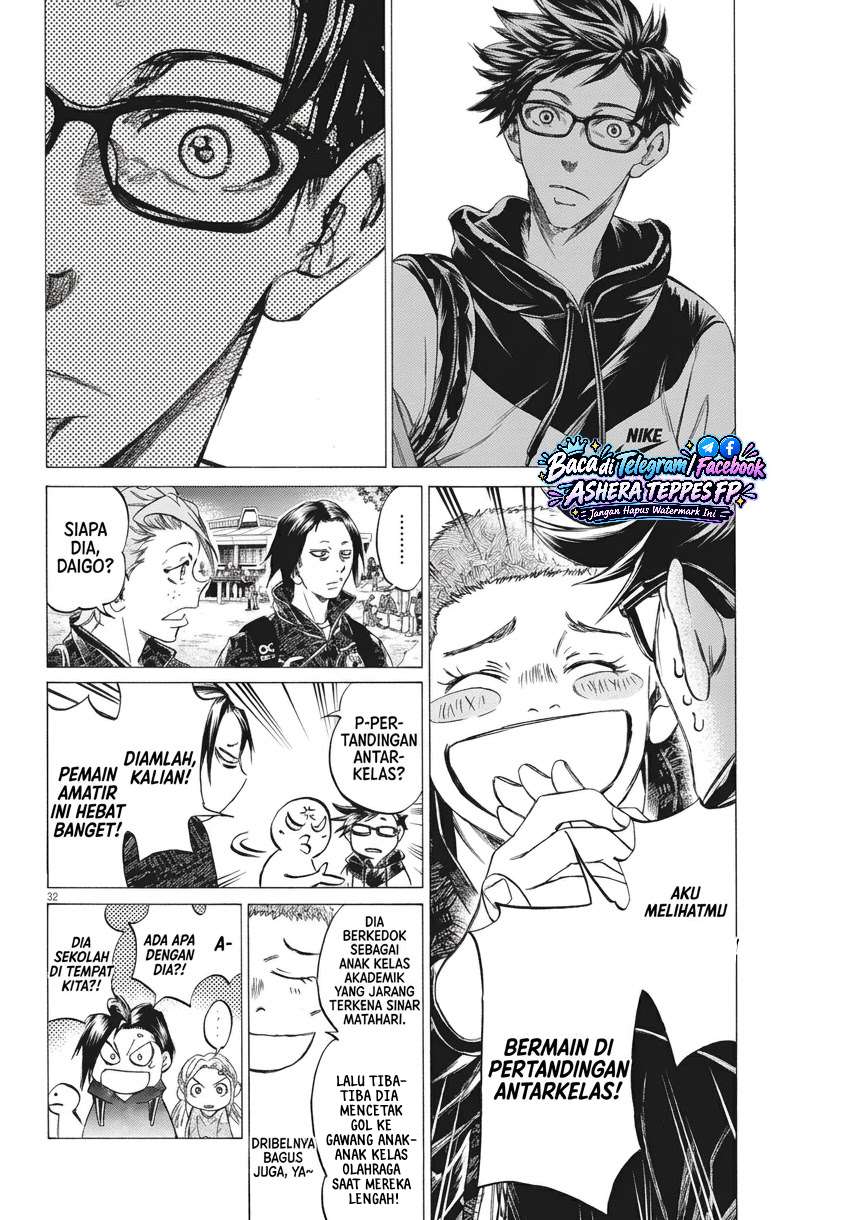 NIKE
Baca di Telegram / Facebook
ASHERA TEPPES FP
Jangan Hapus Watermark Ini
AKU
MELIHATMU
BERMAIN DI
PERTANDINGAN
ANTARKELAS!
.........
SIAPA
DIA,
DAIGO?
P-PER-
TANDINGAN
ANTAR-
KELAS?
DIAMLAH,
KALIAN!
PEMAIN
AMATIR
INI HEBAT
BANGET!
32
DIA
BERKEDOK
SEBAGAI
ANAK KELAS
AKADEMIK
YANG JARANG
TERKENA SINAR
MATAHARI.
LALU TIBA-
TIBA DIA
MENCETAK
GOL KE
GAWANG ANAK-
ANAK KELAS
OLAHRAGA
SAAT MEREKA
LENGAH!
DRIBELNYA
BAGUS
JUGA, YA~
A-
ADA APA
DENGAN
DIA?!
DIA
SEKOLAH
DI TEMPAT
KITA?!
...